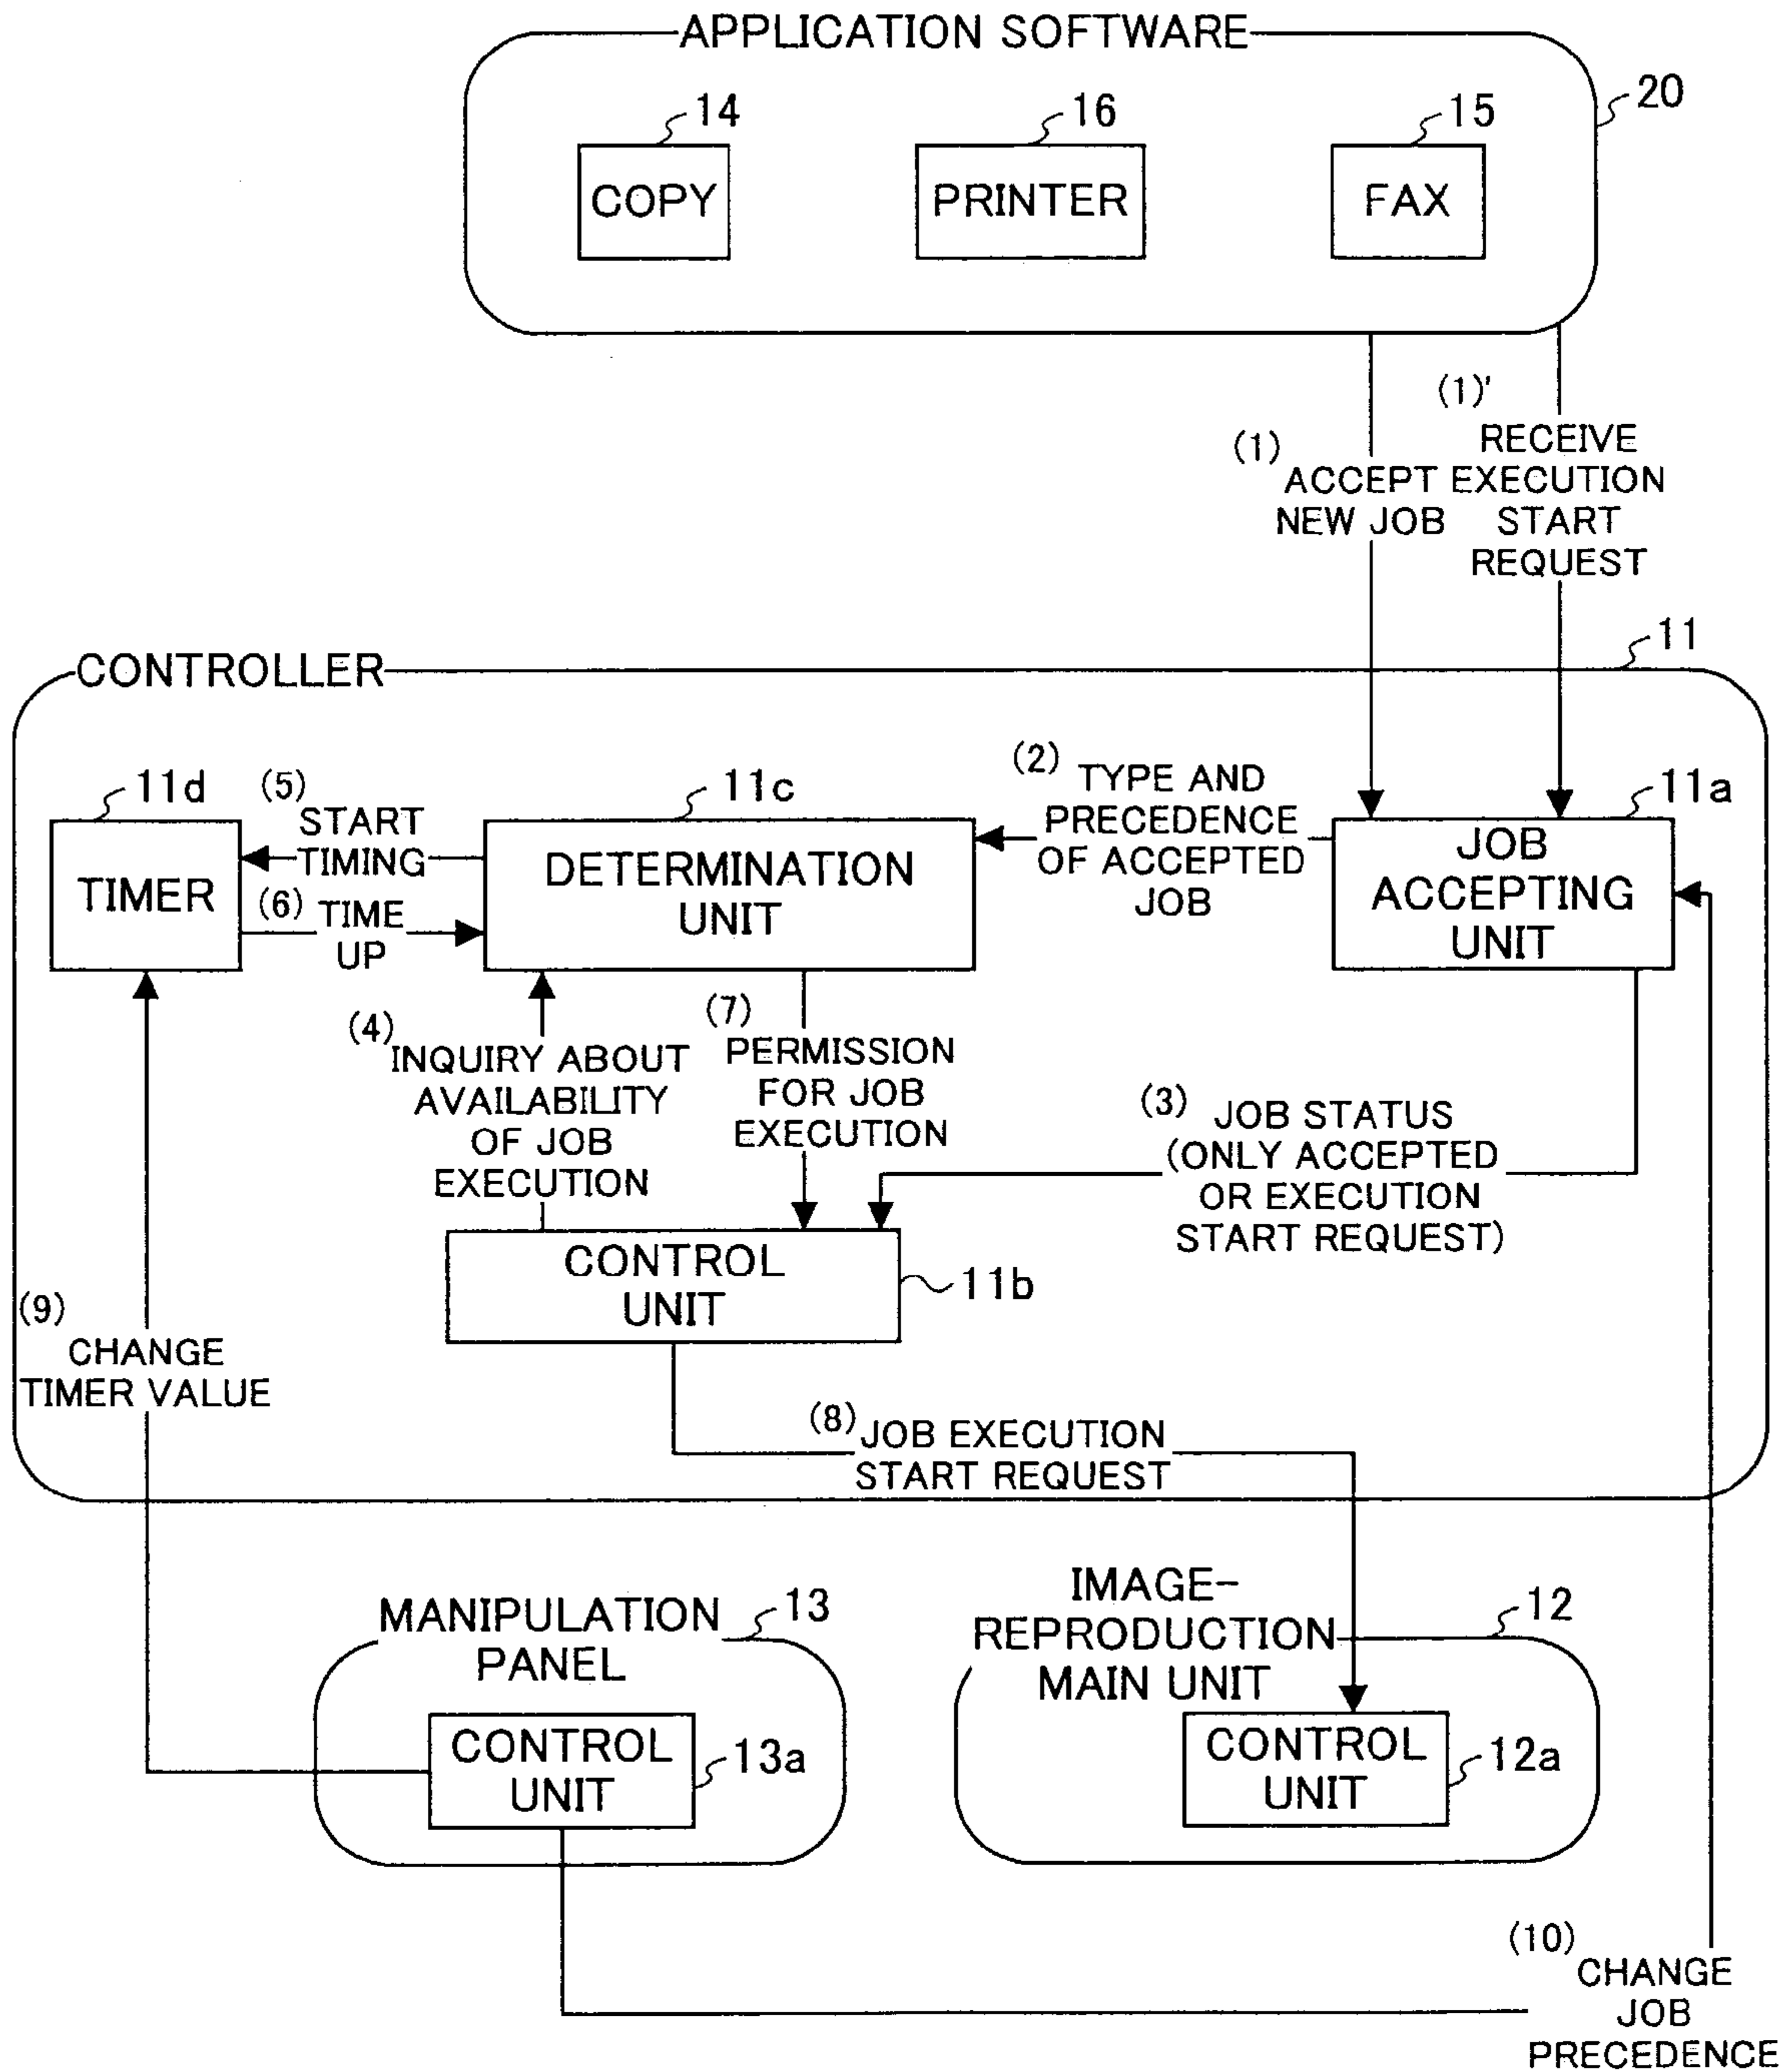 APPLICATION SOFTWARE
20
14
16
15
COPY
PRINTER
FAX
(1)'
RECEIVE
EXECUTION
START
REQUEST
(1)
ACCEPT
NEW JOB
11
CONTROLLER
(2)
TYPE AND
PRECEDENCE
OF ACCEPTED
JOB
11d
(5)
START
TIMING
11c
11a
TIMER
(6)
TIME
UP
DETERMINATION
UNIT
JOB
ACCEPTING
UNIT
(4)
INQUIRY ABOUT
AVAILABILITY
OF JOB
EXECUTION
(7)
PERMISSION
FOR JOB
EXECUTION
(3)
JOB STATUS
(ONLY ACCEPTED
OR EXECUTION
START REQUEST)
CONTROL
UNIT
11b
(9)
CHANGE
TIMER VALUE
(8)
JOB EXECUTION
START REQUEST
MANIPULATION
PANEL
13
IMAGE-
REPRODUCTION
MAIN UNIT
12
CONTROL
UNIT
13a
CONTROL
UNIT
12a
(10)
CHANGE
JOB
PRECEDENCE